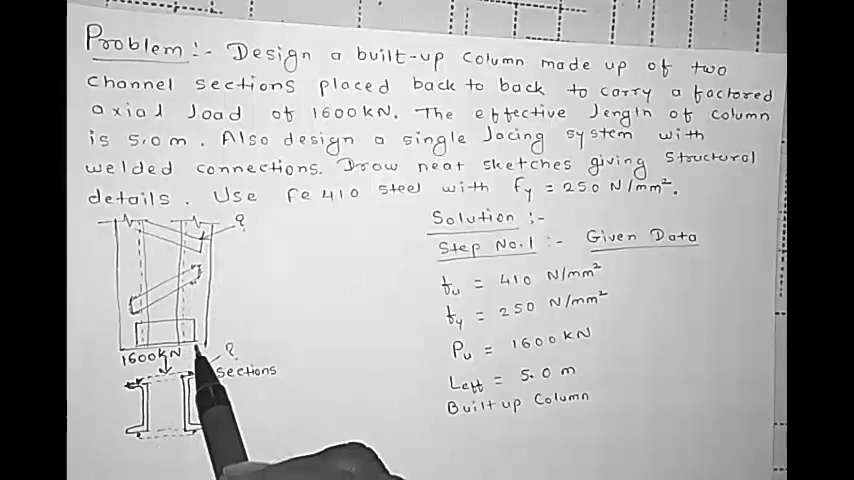 Problem :- Design a built-up column made up of two
channel sections placed back to back to carry a factored
axial load of 1600 KN. The effective length of column
is 5.0 m. Also design a single lacing system with
welded connections. Draw neat sketches giving structural
details. Use Fe 410 steel with fy = 250 N/mm².
?
1600KN
?
sections
Solution :-
Step No.1 :- Given Data
fu = 410 N/mm²
fy = 250 N/mm²
Pu = 1600 KN
Leff = 5.0 m
Built up Column